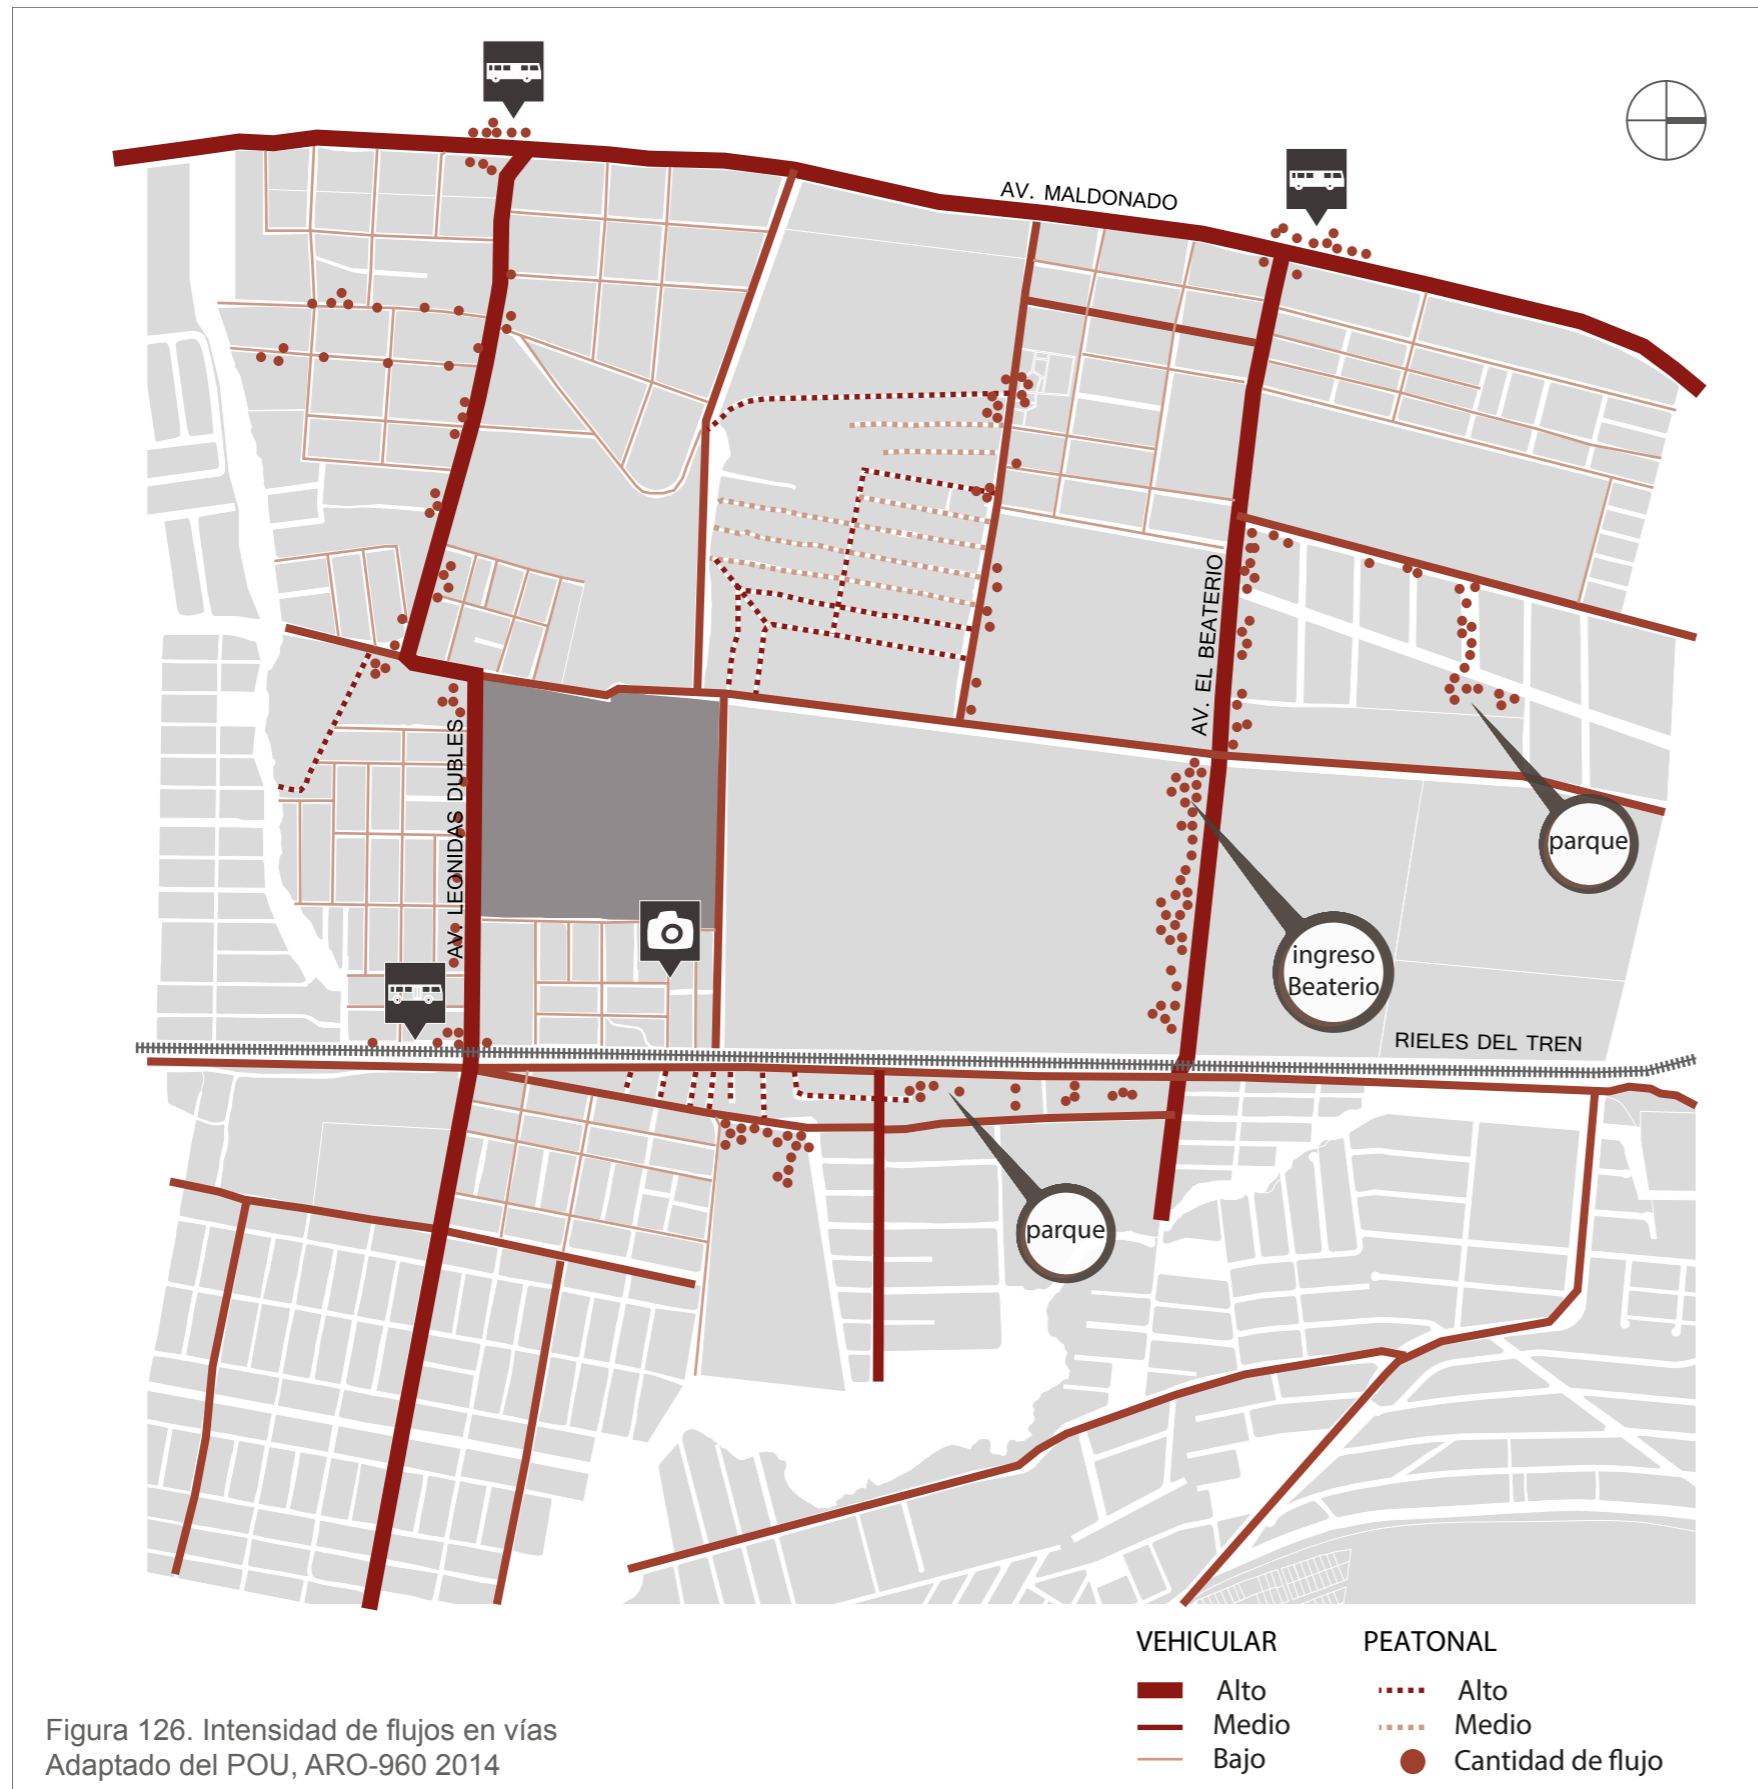 AV. MALDONADO
AV. EL BEATERIO
AV. LEONIDAS DUBLES
parque
ingreso
Beaterio
RIELES DEL TREN
parque
VEHICULAR
PEATONAL
Alto
Alto
Medio
Medio
Bajo
Cantidad de flujo
Figura 126. Intensidad de flujos en vías
Adaptado del POU, ARO-960 2014